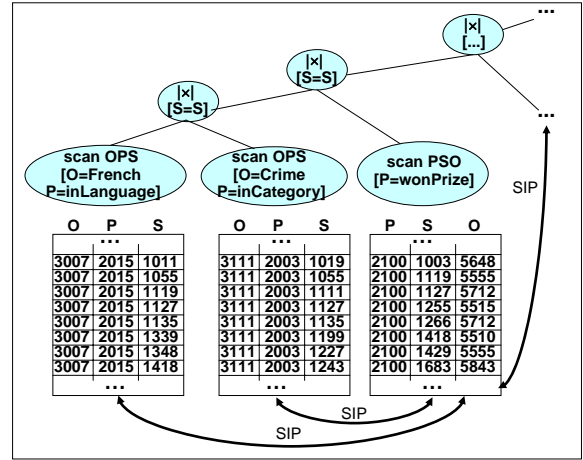 ...
|×|
[...]
|×|
[S=S]
|×|
[S=S]
...
scan OPS
[O=French
P=inLanguage]
scan OPS
[O=Crime
P=inCategory]
scan PSO
[P=wonPrize]
SIP
O P S
...
3007 2015 1011
3007 2015 1055
3007 2015 1119
3007 2015 1127
3007 2015 1135
3007 2015 1339
3007 2015 1348
3007 2015 1418
...
O P S
...
3111 2003 1019
3111 2003 1055
3111 2003 1111
3111 2003 1127
3111 2003 1135
3111 2003 1199
3111 2003 1227
3111 2003 1243
...
P S O
...
2100 1003 5648
2100 1119 5555
2100 1127 5712
2100 1255 5515
2100 1266 5712
2100 1418 5510
2100 1429 5555
2100 1683 5843
...
SIP
SIP